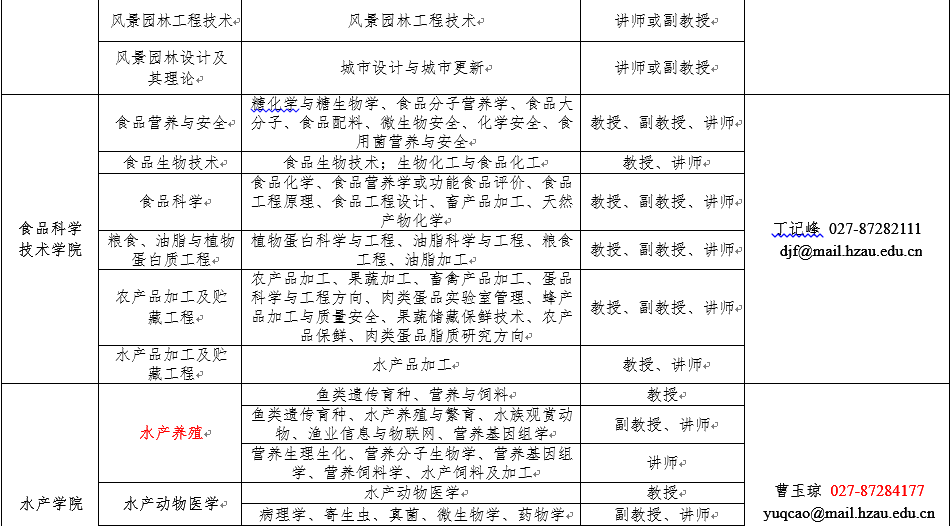 风景园林工程技术 风景园林工程技术 讲师或副教授
风景园林设计及
其理论
城市设计与城市更新 讲师或副教授
食品科学
技术学院
食品营养与安全
糖化学与糖生物学、食品分子营养学、食品大
分子、食品配料、微生物安全、化学安全、食
用菌营养与安全
教授、副教授、讲师
食品生物技术 食品生物技术；生物化工与食品化工 教授、讲师
食品科学
食品化学、食品营养学或功能食品评价、食品
工程原理、食品工程设计、畜产品加工、天然
产物化学
教授、副教授、讲师
粮食、油脂与植物
蛋白质工程
植物蛋白科学与工程、油脂科学与工程、粮食
工程、油脂加工
教授、副教授、讲师
农产品加工及贮
藏工程
农产品加工、果蔬加工、畜禽产品加工、蛋品
科学与工程方向、肉类蛋品实验室管理、蜂产
品加工与质量安全、果蔬储藏保鲜技术、农产
品保鲜、肉类蛋品脂质研究方向
教授、副教授、讲师
水产品加工及贮
藏工程
水产品加工 教授、讲师
丁记峰 027-87282111
djf@mail.hzau.edu.cn
水产学院
水产养殖
鱼类遗传育种、营养与饲料 教授
鱼类遗传育种、水产养殖与繁育、水族观赏动
物、渔业信息与物联网、营养基因组学
副教授、讲师
营养生理生化、营养分子生物学、营养基因组
学、营养饲料学、水产饲料及加工
讲师
水产动物医学
水产动物医学 教授
病理学、寄生虫、真菌、微生物学、药物学 副教授、讲师
曹玉琼 027-87284177
yuqcao@mail.hzau.edu.cn